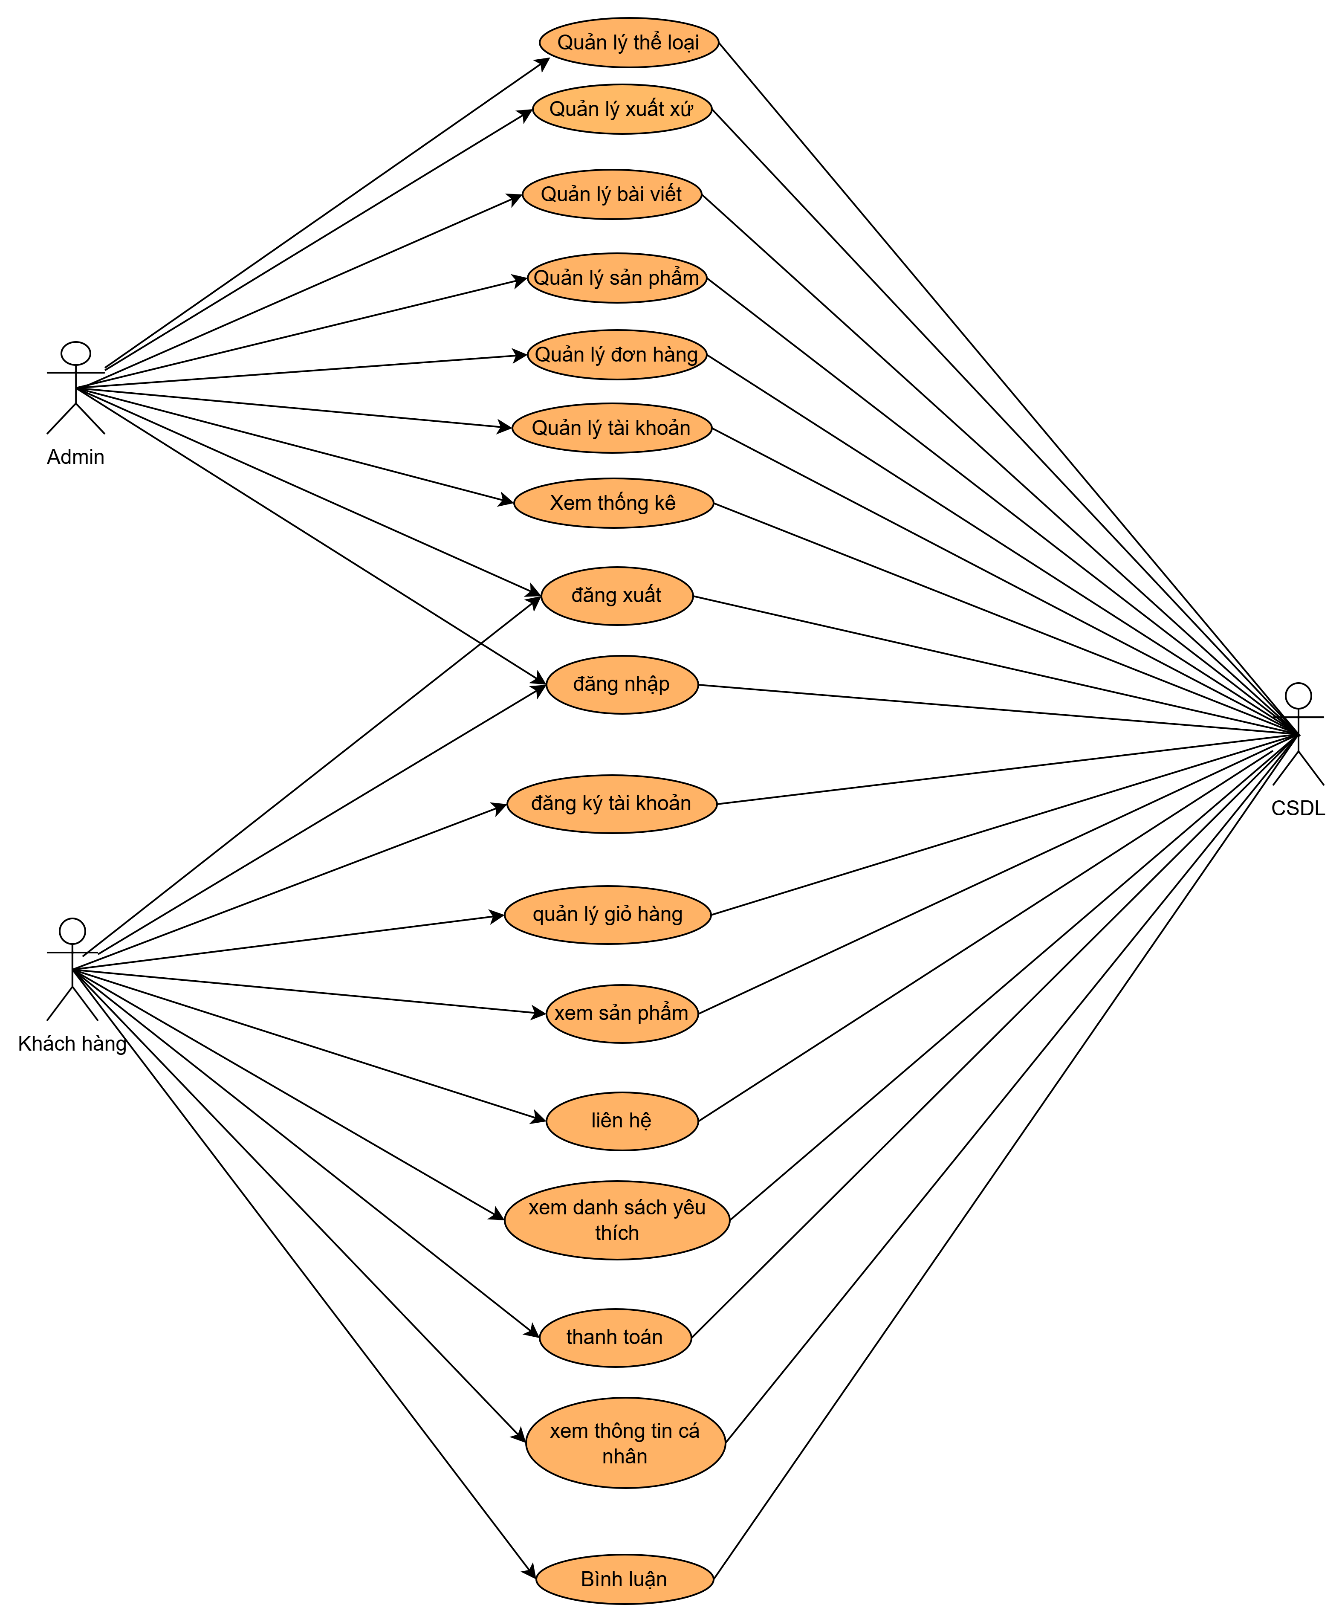 Quản lý thể loại
Quản lý xuất xứ
Quản lý bài viết
Quản lý sản phẩm
Quản lý đơn hàng
Admin
Quản lý tài khoản
Xem thống kê
đăng xuất
đăng nhập
CSDL
đăng ký tài khoản
quản lý giỏ hàng
xem sản phẩm
Khách hàng
liên hệ
xem danh sách yêu
thích
thanh toán
xem thông tin cá
nhân
Bình luận